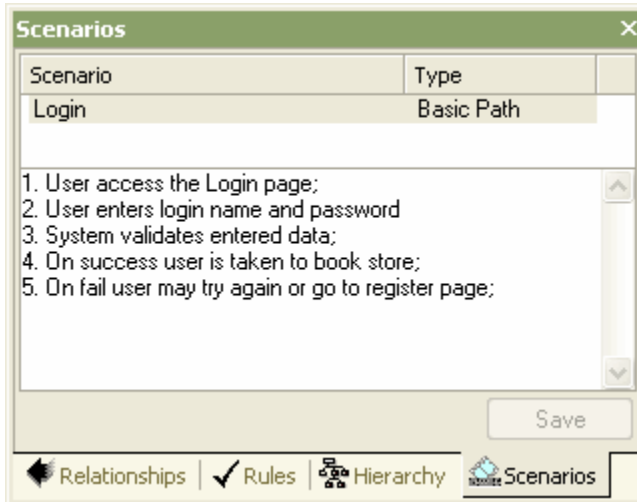 Scenarios
Scenario Type
Login Basic Path
1. User access the Login page;
2. User enters login name and password
3. System validates entered data;
4. On success user is taken to book store;
5. On fail user may try again or go to register page;
Save
Relationships Rules Hierarchy Scenarios